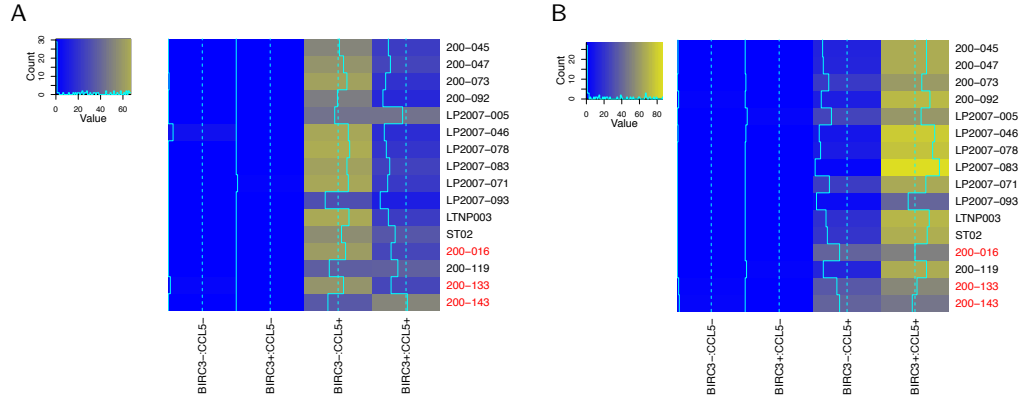 A
0 10 20 30
Count
0 20 40 60
Value
200−045
200−047
200−073
200−092
LP2007−005
LP2007−046
LP2007−078
LP2007−083
LP2007−071
LP2007−093
LTNP003
ST02
200−016
200−119
200−133
200−143
BIRC3−:CCL5−
BIRC3+:CCL5−
BIRC3−:CCL5+
BIRC3+:CCL5+
B
0 10 20
Count
0 20 40 60 80
Value
200−045
200−047
200−073
200−092
LP2007−005
LP2007−046
LP2007−078
LP2007−083
LP2007−071
LP2007−093
LTNP003
ST02
200−016
200−119
200−133
200−143
BIRC3−:CCL5−
BIRC3+:CCL5−
BIRC3−:CCL5+
BIRC3+:CCL5+